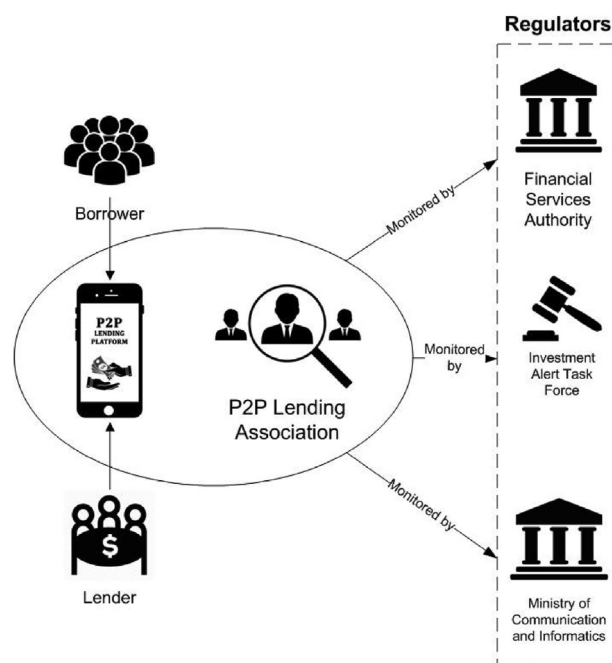 Regulators
Financial
Services
Authority
Borrower
Monitored by
P2P
LENDING
PLATFORM
Monitored
by
Investment
Alert Task
Force
P2P Lending
Association
Monitored by
$
Lender
Ministry of
Communication
and Informatics